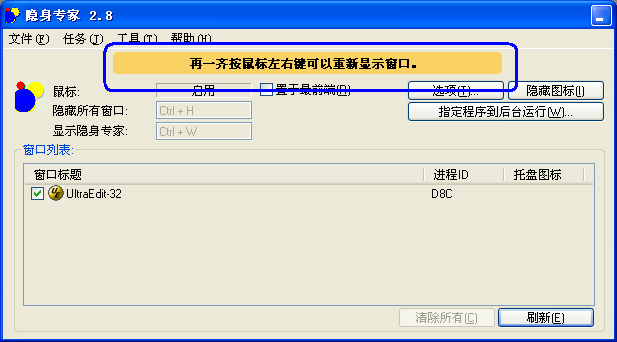 隐身专家 2.8
文件(F) 任务(J) 工具(T) 帮助(H)
再一齐按鼠标左右键可以重新显示窗口。
鼠标: 启用 置于最前端(P) 选项(T)... 隐藏图标(I)
隐藏所有窗口: Ctrl + H 指定程序到后台运行(W)...
显示隐身专家: Ctrl + W
窗口列表:
窗口标题 进程ID 托盘图标
UltraEdit-32 D8C
清除所有(C) 刷新(E)